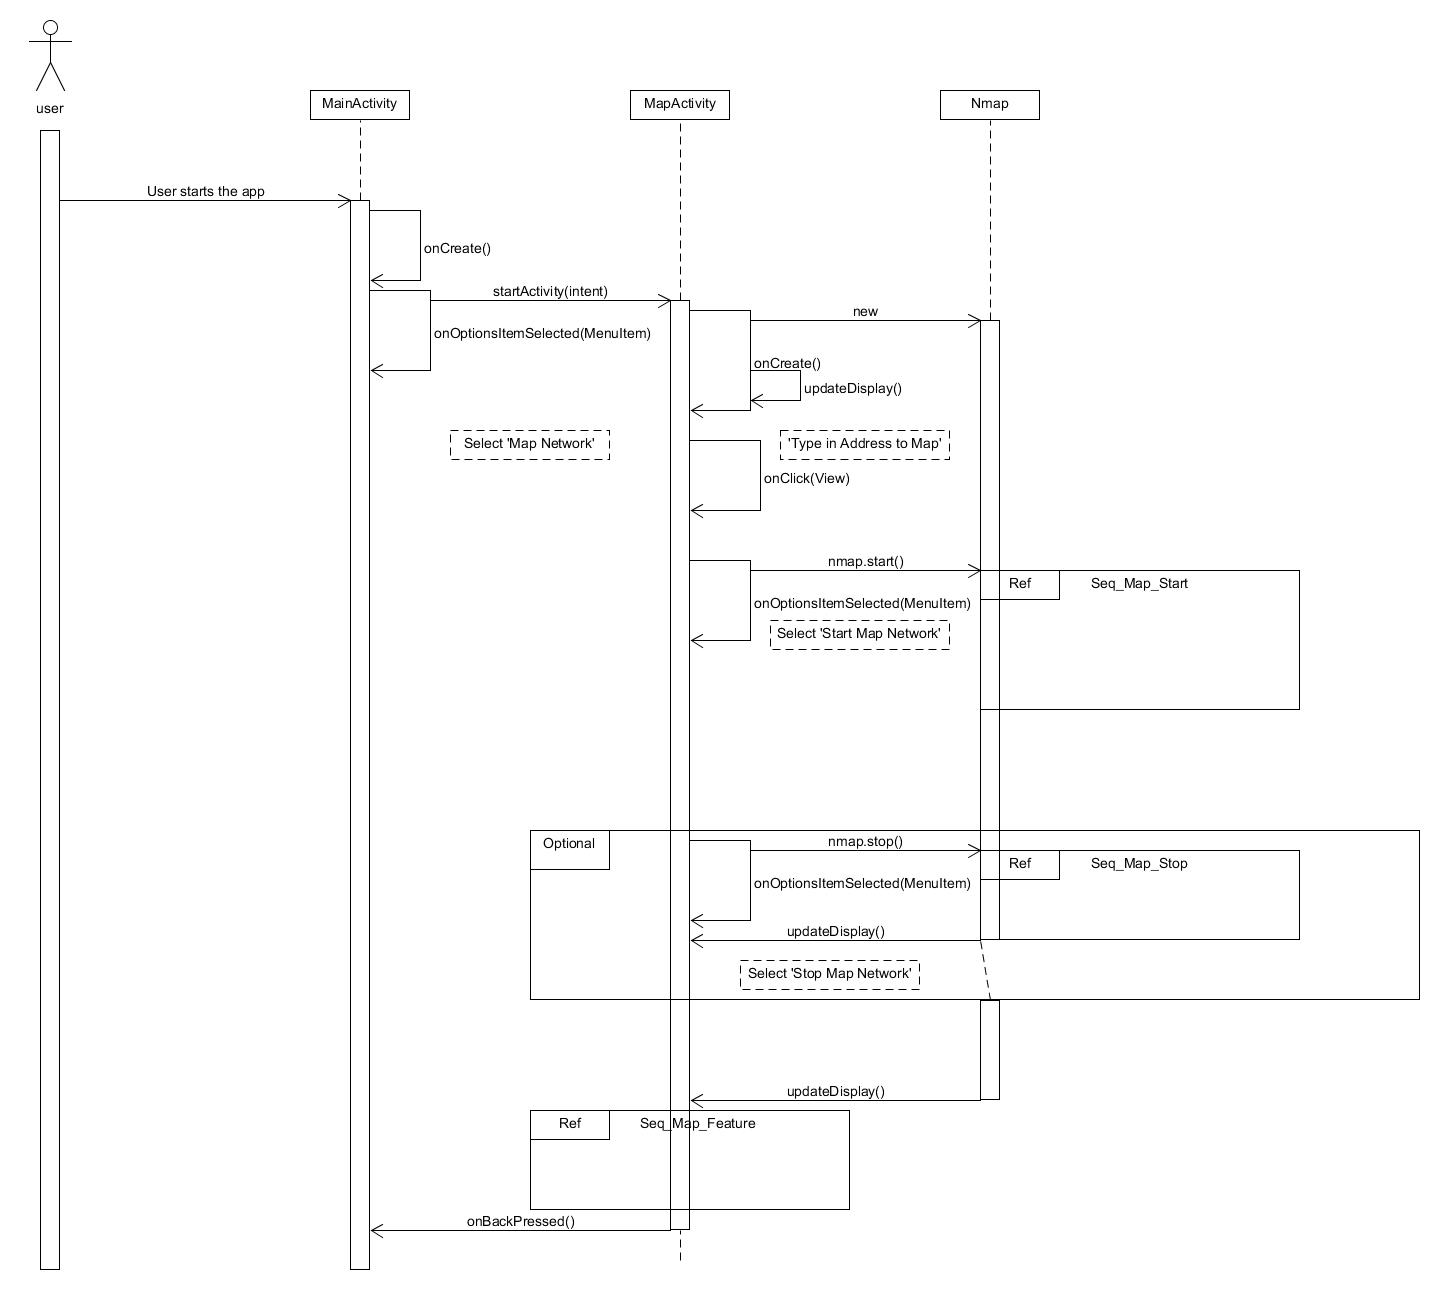 user
MainActivity
MapActivity
Nmap
User starts the app
onCreate()
startActivity(intent)
new
onOptionsItemSelected(MenuItem)
onCreate()
updateDisplay()
Select 'Map Network'
'Type in Address to Map'
onClick(View)
nmap.start()
Ref
Seq_Map_Start
onOptionsItemSelected(MenuItem)
Select 'Start Map Network'
Optional
nmap.stop()
Ref
Seq_Map_Stop
onOptionsItemSelected(MenuItem)
updateDisplay()
Select 'Stop Map Network'
updateDisplay()
Ref
Seq_Map_Feature
onBackPressed()